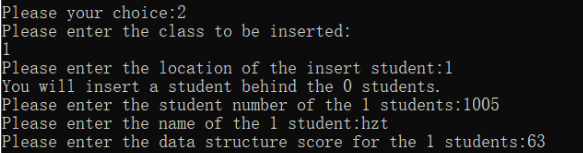 Please your choice:2
Please enter the class to be inserted:
1
Please enter the location of the insert student:1
You will insert a student behind the 0 students.
Please enter the student number of the 1 students:1005
Please enter the name of the 1 student:hzt
Please enter the data structure score for the 1 students:63